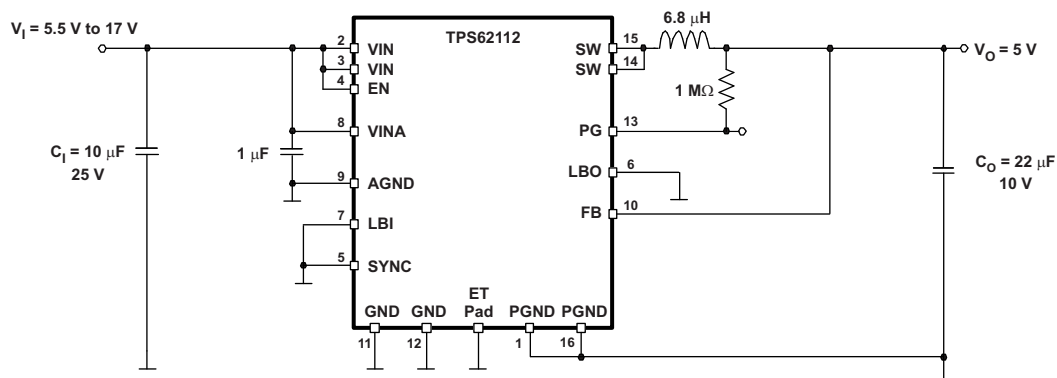 V_I = 5.5 V to 17 V
TPS62112
6.8 μH
V_O = 5 V
2 VIN
3 VIN
4 EN
SW 15
SW 14
1 MΩ
8 VINA
PG 13
C_I = 10 μF
25 V
1 μF
LBO 6
C_O = 22 μF
10 V
9 AGND
FB 10
7 LBI
5 SYNC
ET
GND GND Pad PGND PGND
11 12 1 16